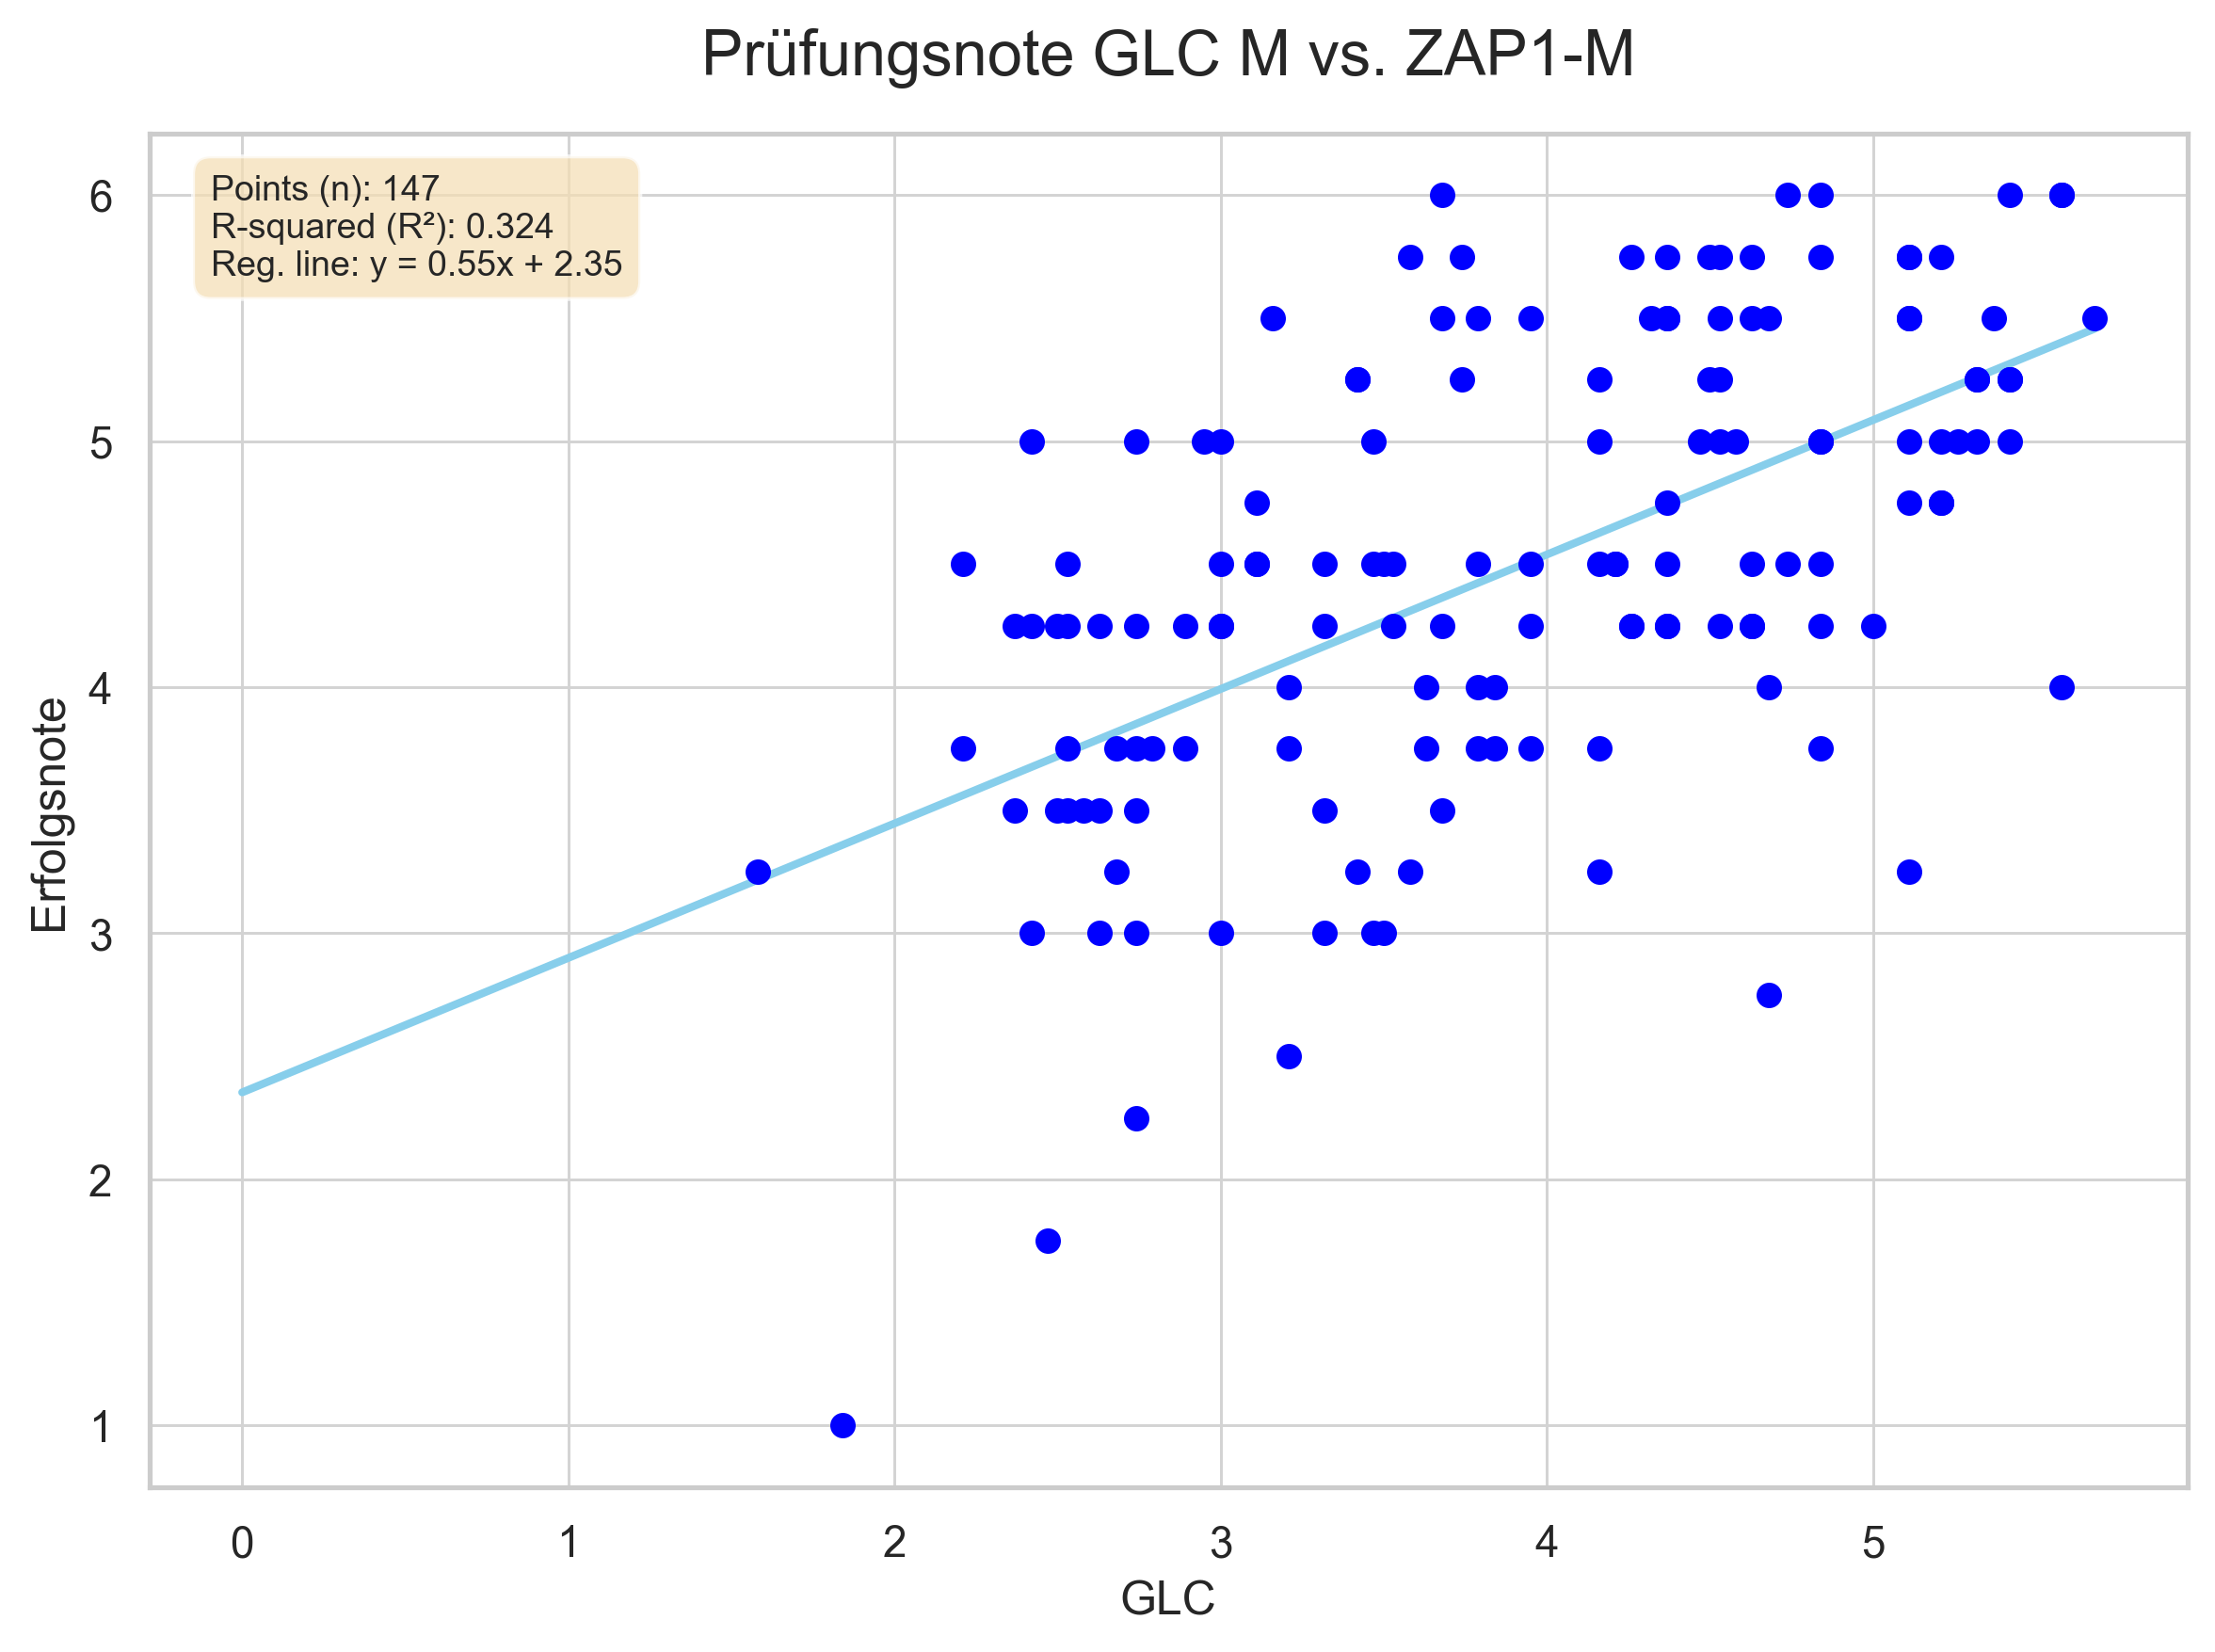 Prüfungsnote GLC M vs. ZAP1-M
Points (n): 147
R-squared (R²): 0.324
Reg. line: y = 0.55x + 2.35
6
5
4
3
2
1
Erfolgsnote
0 1 2 3 4 5
GLC